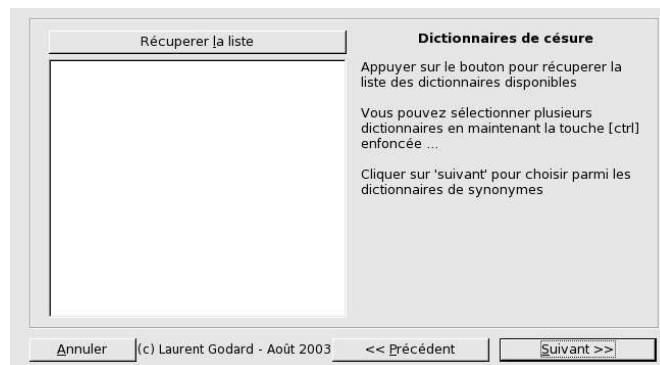 Récuperer la liste
Dictionnaires de césure
Appuyer sur le bouton pour récuperer la
liste des dictionnaires disponibles
Vous pouvez sélectionner plusieurs
dictionnaires en maintenant la touche [ctrl]
enfoncée ...
Cliquer sur 'suivant' pour choisir parmi les
dictionnaires de synonymes
Annuler
(c) Laurent Godard - Août 2003
<< Précédent
Suivant >>